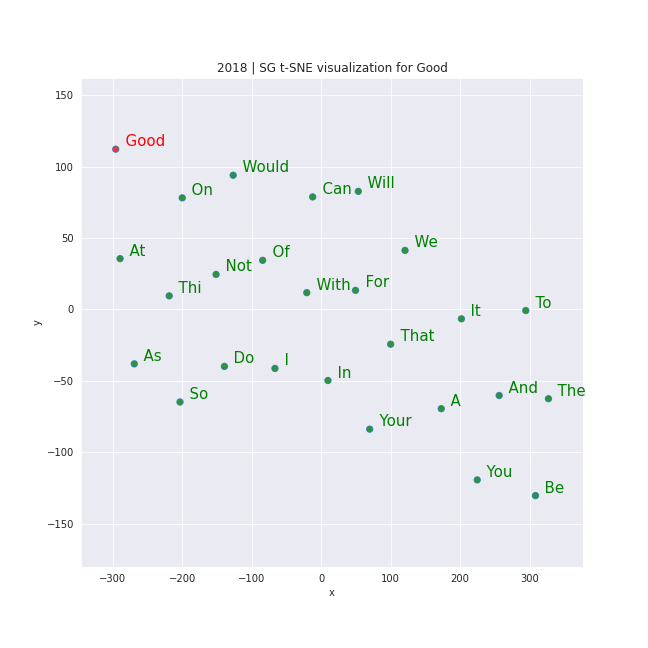 2018 | SG t-SNE visualization for Good
150
100
50
0
−50
−100
−150
y
Good
Would
On
Can
Will
At
Not
Of
We
Thi
With
For
It
To
That
As
Do
I
In
So
Your
A
And
The
You
Be
−300
−200
−100
0
100
200
300
x